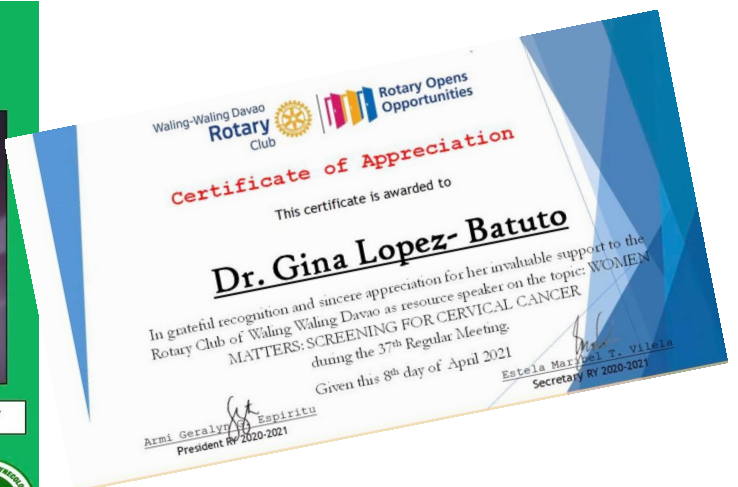 Waling-Waling Davao
Rotary
Club
Rotary Opens
Opportunities
Certificate of Appreciation
This certificate is awarded to
Dr. Gina Lopez- Batuto
In grateful recognition and sincere appreciation for her invaluable support to the
Rotary Club of Waling Waling Davao as resource speaker on the topic: WOMEN
MATTERS: SCREENING FOR CERVICAL CANCER
during the 37th Regular Meeting.
Given this 8th day of April 2021
Armi Geralyn Espiritu
President RY 2020-2021
Estela Maribel T. Vilela
Secretary RY 2020-2021